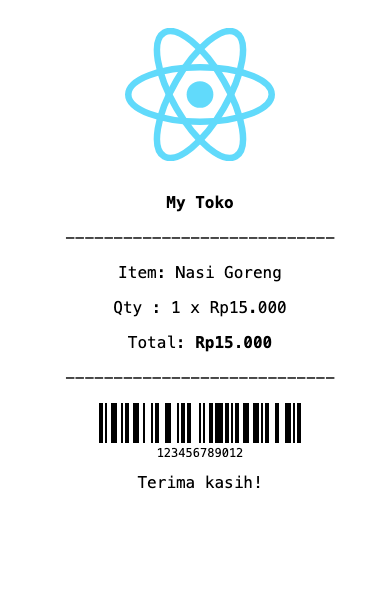 My Toko
----------------------------
Item: Nasi Goreng
Qty : 1 x Rp15.000
Total: Rp15.000
----------------------------
123456789012
Terima kasih!